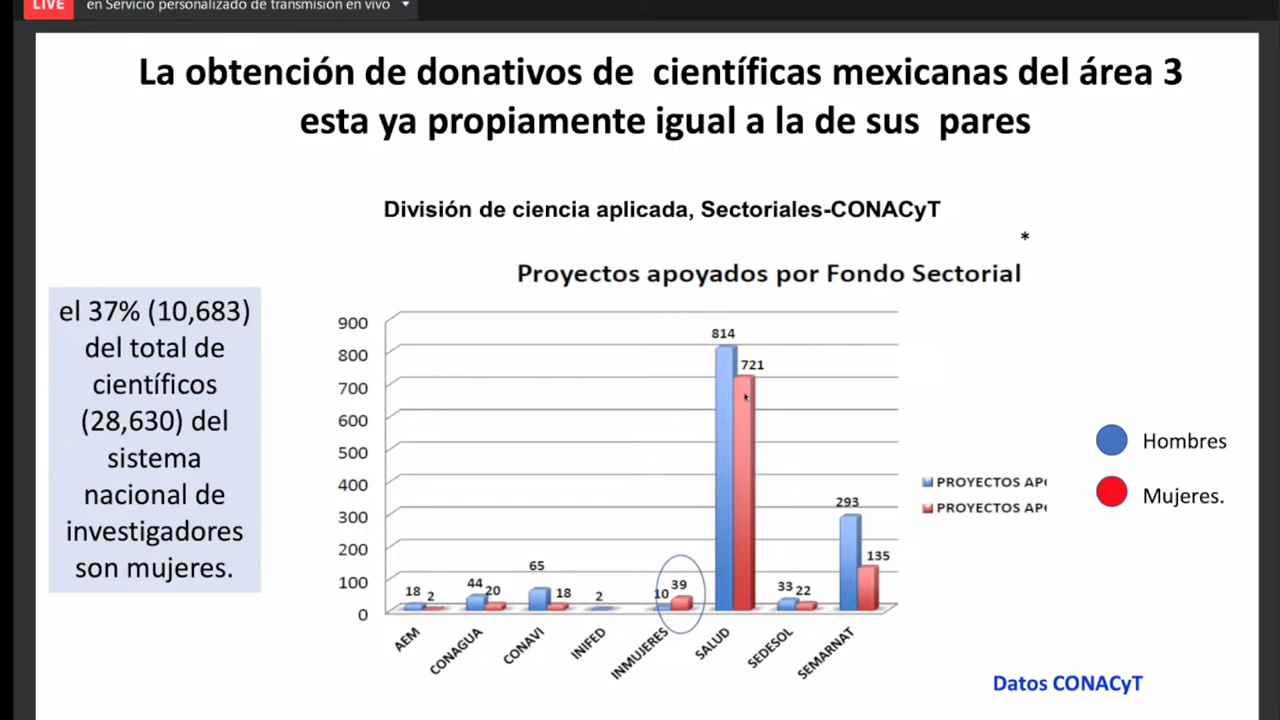 LIVE en Servicio personalizado de transmisión en vivo
La obtención de donativos de científicas mexicanas del área 3
esta ya propiamente igual a la de sus pares
División de ciencia aplicada, Sectoriales-CONACyT
*
Proyectos apoyados por Fondo Sectorial
el 37% (10,683)
del total de
científicos
(28,630) del
sistema
nacional de
investigadores
son mujeres.
900
800
700
600
500
400
300
200
100
0
18 2
44 20
65 18
2
10 39
814 721
33 22
293 135
AEM
CONAGUA
CONAVI
INIFED
INMUJERES
SALUD
SEDESOL
SEMARNAT
PROYECTOS
PROYECTOS
Hombres
Mujeres.
Datos CONACyT